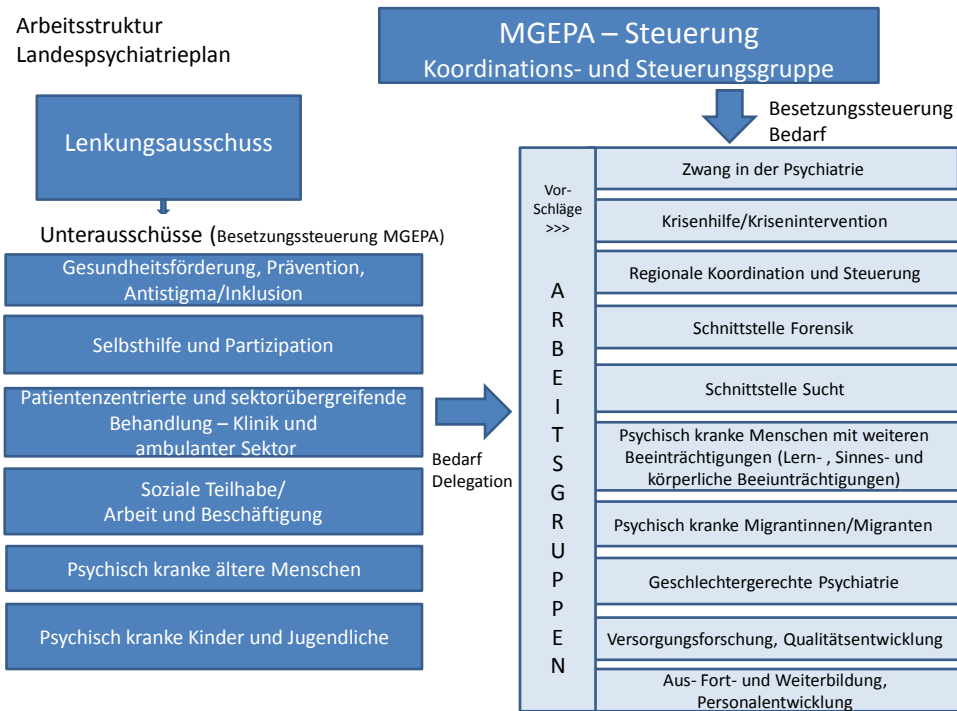 Arbeitsstruktur
Landespsychiatrieplan
MGEPA – Steuerung
Koordinations- und Steuerungsgruppe
Besetzungssteuerung
Bedarf
Lenkungsausschuss
Unterausschüsse (Besetzungssteuerung MGEPA)
Gesundheitsförderung, Prävention,
Antistigma/Inklusion
Selbsthilfe und Partizipation
Patientenzentrierte und sektorübergreifende
Behandlung – Klinik und
ambulanter Sektor
Soziale Teilhabe/
Arbeit und Beschäftigung
Psychisch kranke ältere Menschen
Psychisch kranke Kinder und Jugendliche
Bedarf
Delegation
Vor-
Schläge
>>>
A
R
B
E
I
T
S
G
R
U
P
P
E
N
Zwang in der Psychiatrie
Krisenhilfe/Krisenintervention
Regionale Koordination und Steuerung
Schnittstelle Forensik
Schnittstelle Sucht
Psychisch kranke Menschen mit weiteren
Beeinträchtigungen (Lern- , Sinnes- und
körperliche Beeiunträchtigungen)
Psychisch kranke Migrantinnen/Migranten
Geschlechtergerechte Psychiatrie
Versorgungsforschung, Qualitätsentwicklung
Aus- Fort- und Weiterbildung,
Personalentwicklung